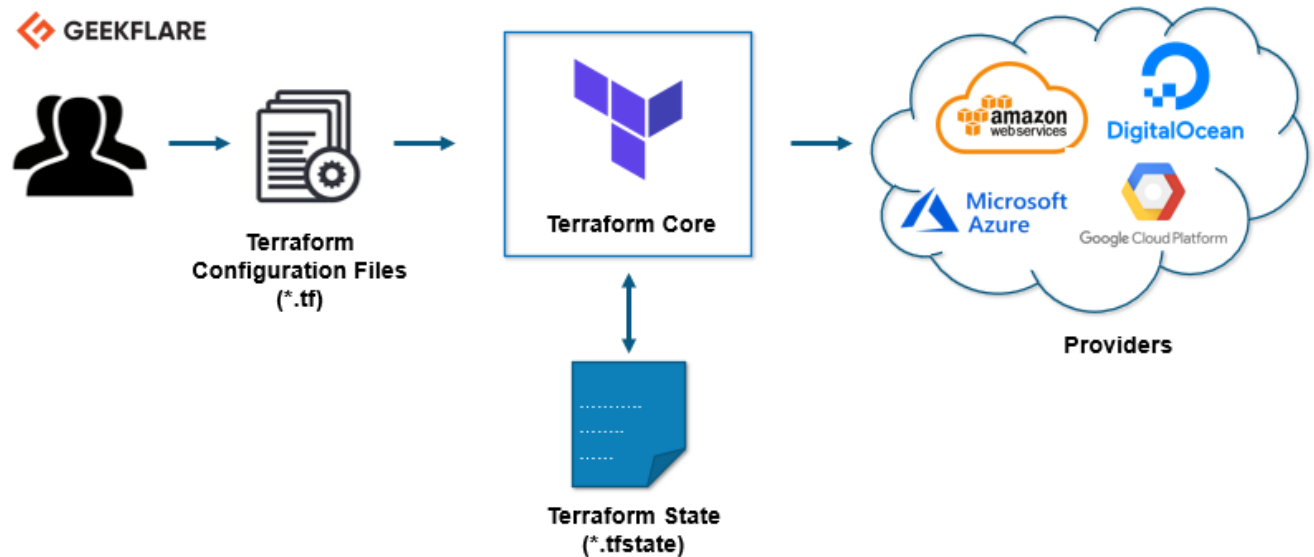 GEEKFLARE
Terraform
Configuration Files
(*.tf)
Terraform Core
Terraform State
(*.tfstate)
amazon
webservices
DigitalOcean
Microsoft
Azure
Google Cloud Platform
Providers